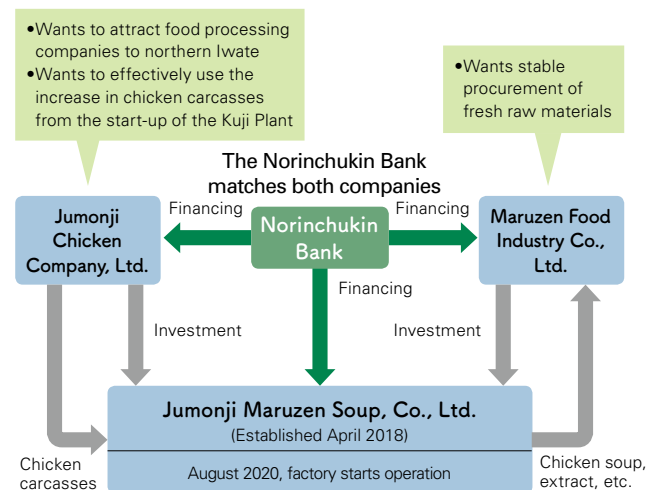 •Wants to attract food processing
companies to northern Iwate
•Wants to effectively use the
increase in chicken carcasses
from the start-up of the Kuji Plant
•Wants stable
procurement of
fresh raw materials
The Norinchukin Bank
matches both companies
Jumonji
Chicken
Company, Ltd.
Financing
Norinchukin
Bank
Financing
Maruzen Food
Industry Co.,
Ltd.
Financing
Investment
Investment
Jumonji Maruzen Soup, Co., Ltd.
(Established April 2018)
August 2020, factory starts operation
Chicken
carcasses
Chicken soup,
extract, etc.